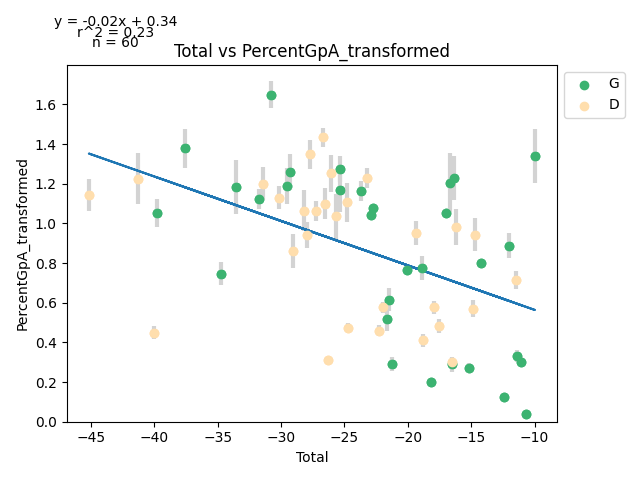 y = -0.02x + 0.34
r^2 = 0.23
n = 60
Total vs PercentGpA_transformed
G
D
PercentGpA_transformed
1.6
1.4
1.2
1.0
0.8
0.6
0.4
0.2
0.0
−45 −40 −35 −30 −25 −20 −15 −10
Total